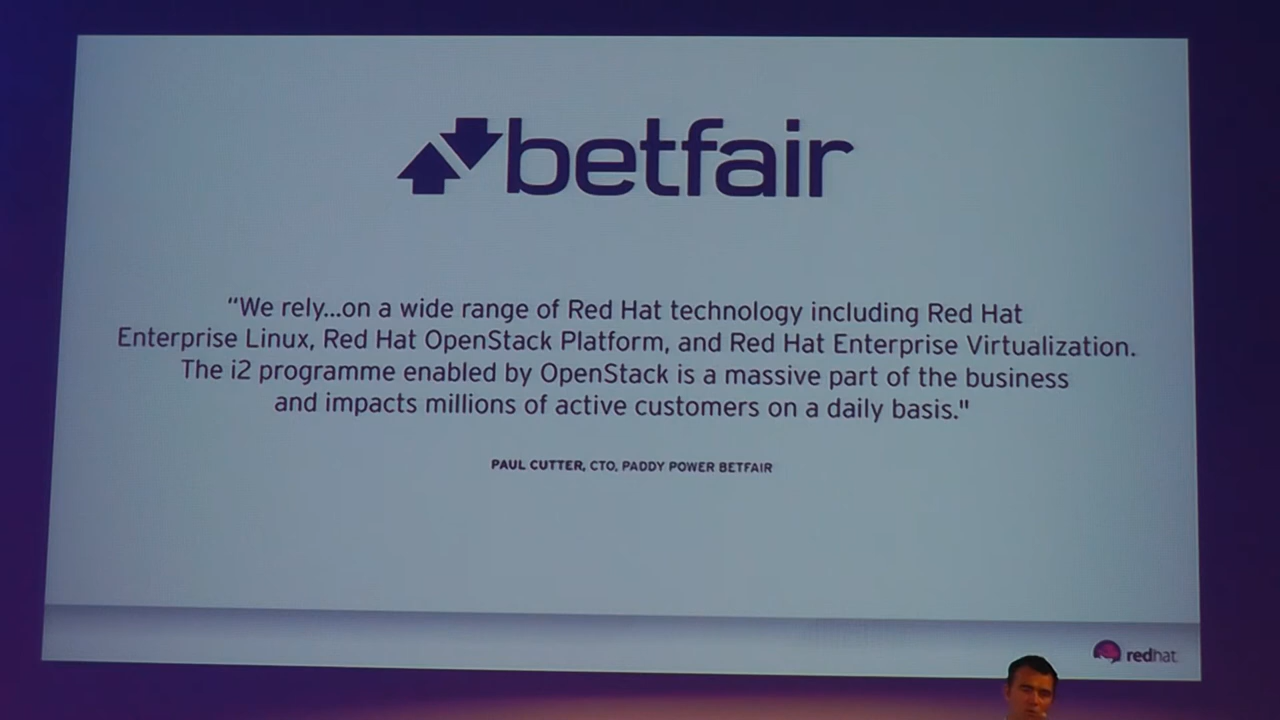 betfair
“We rely...on a wide range of Red Hat technology including Red Hat
Enterprise Linux, Red Hat OpenStack Platform, and Red Hat Enterprise Virtualization.
The i2 programme enabled by OpenStack is a massive part of the business
and impacts millions of active customers on a daily basis."
PAUL CUTTER, CTO, PADDY POWER BETFAIR
redhat